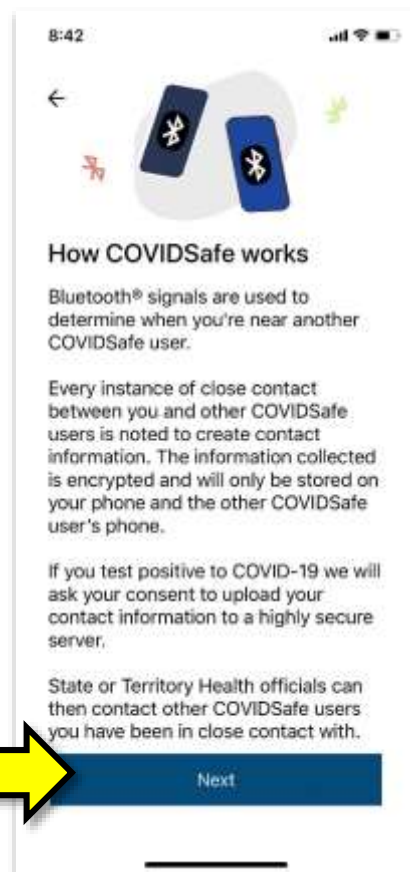 8:42
How COVIDSafe works
Bluetooth® signals are used to
determine when you're near another
COVIDSafe user.
Every instance of close contact
between you and other COVIDSafe
users is noted to create contact
information. The information collected
is encrypted and will only be stored on
your phone and the other COVIDSafe
user's phone.
If you test positive to COVID-19 we will
ask your consent to upload your
contact information to a highly secure
server.
State or Territory Health officials can
then contact other COVIDSafe users
you have been in close contact with.
Next